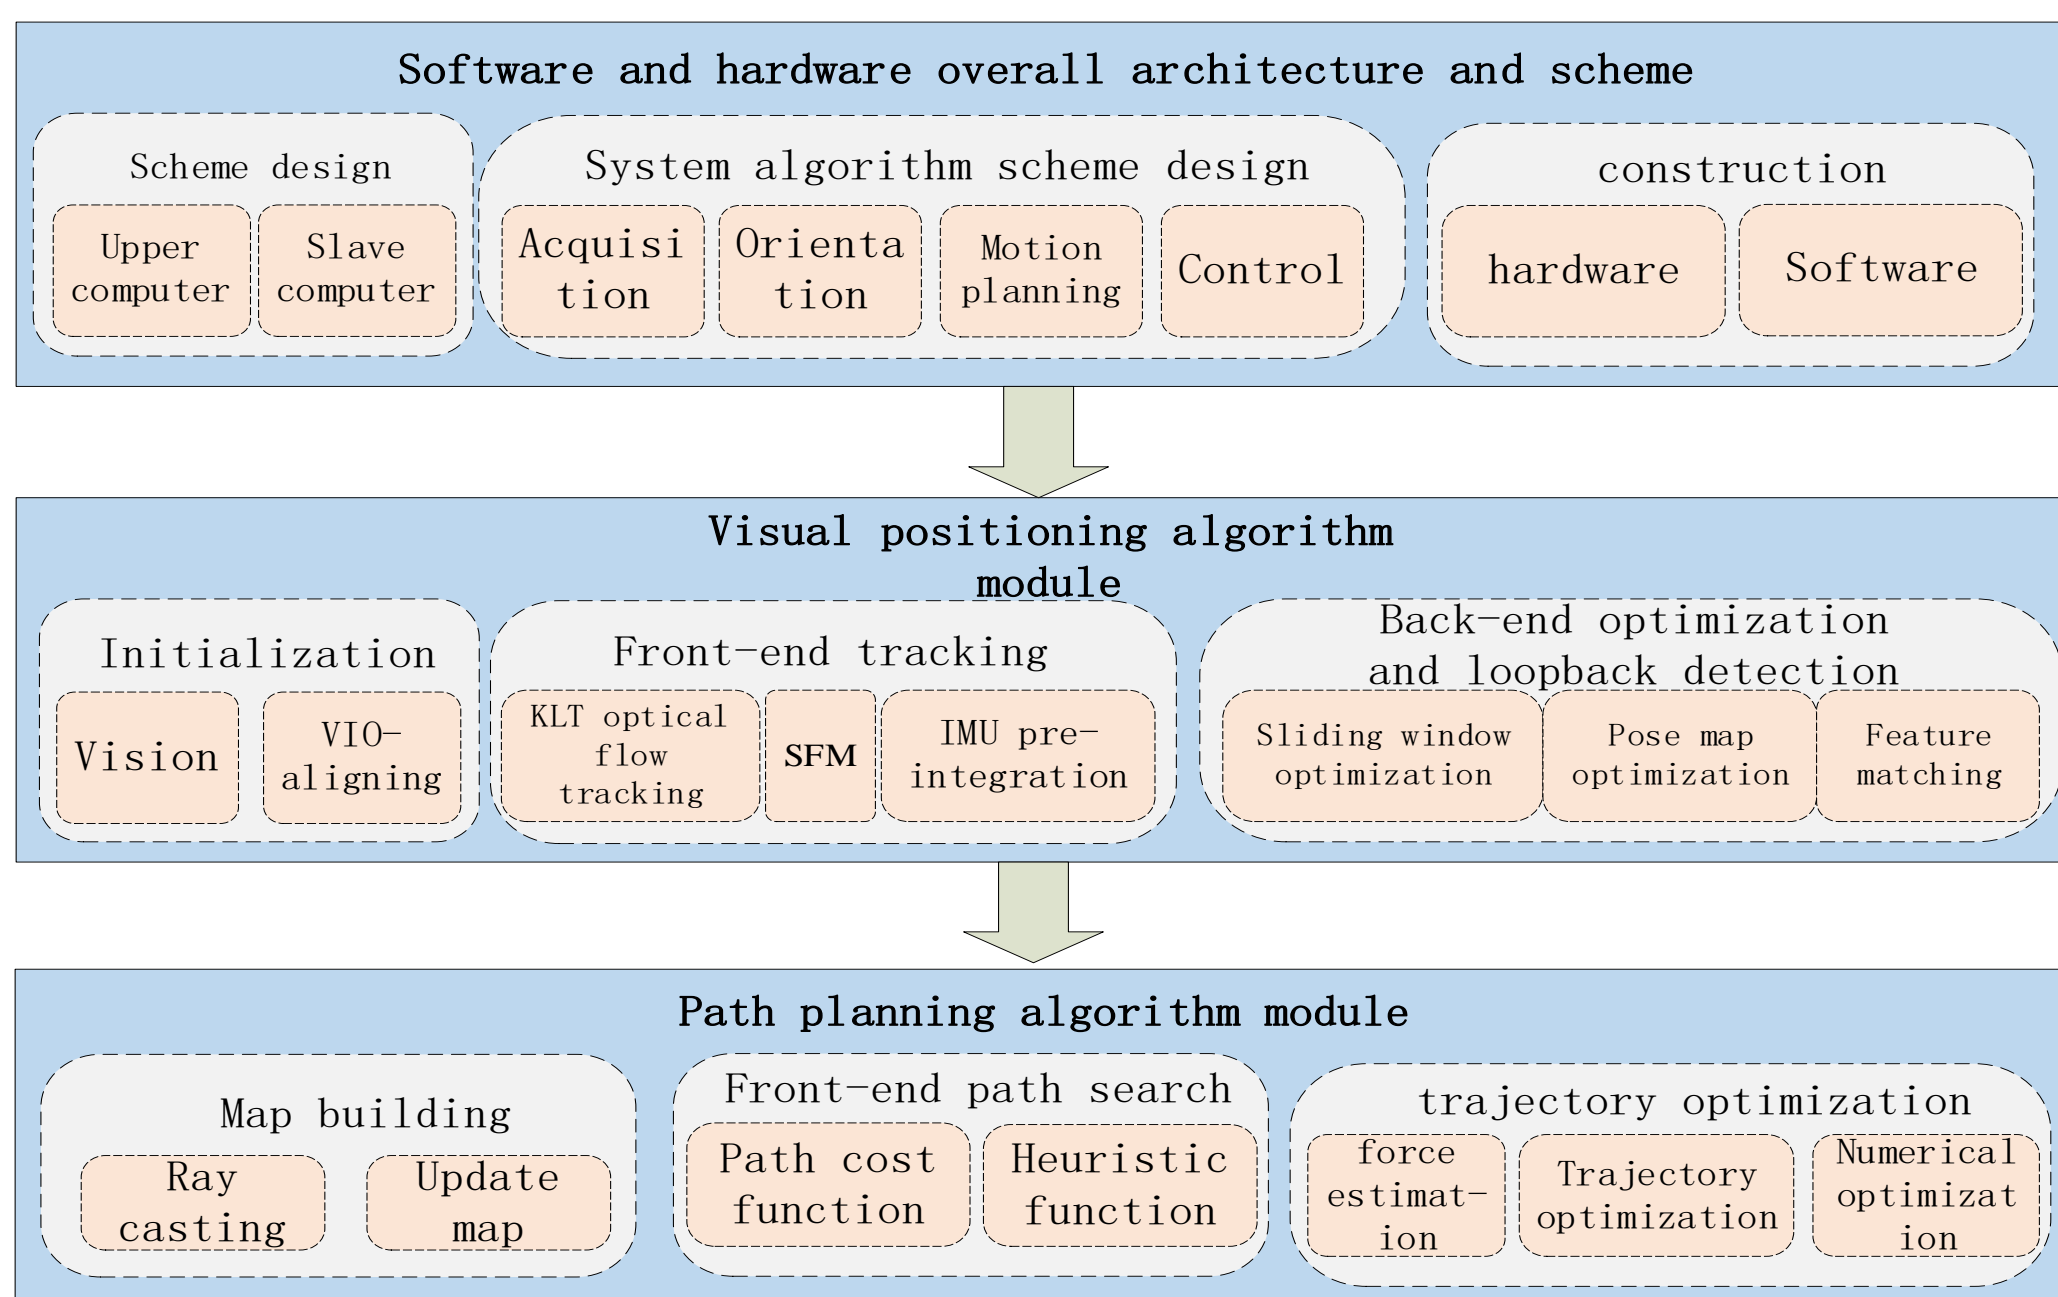 Software and hardware overall architecture and scheme
Scheme design
Upper
computer
Slave
computer
System algorithm scheme design
Acquisi
tion
Orienta
tion
Motion
planning
Control
construction
hardware
Software
Visual positioning algorithm
module
Initialization
Vision
VIO-
aligning
Front-end tracking
KLT optical
flow
tracking
SFM
IMU pre-
integration
Back-end optimization
and loopback detection
Sliding window
optimization
Pose map
optimization
Feature
matching
Path planning algorithm module
Map building
Ray
casting
Update
map
Front-end path search
Path cost
function
Heuristic
function
trajectory optimization
force
estimat-
ion
Trajectory
optimization
Numerical
optimizat
ion